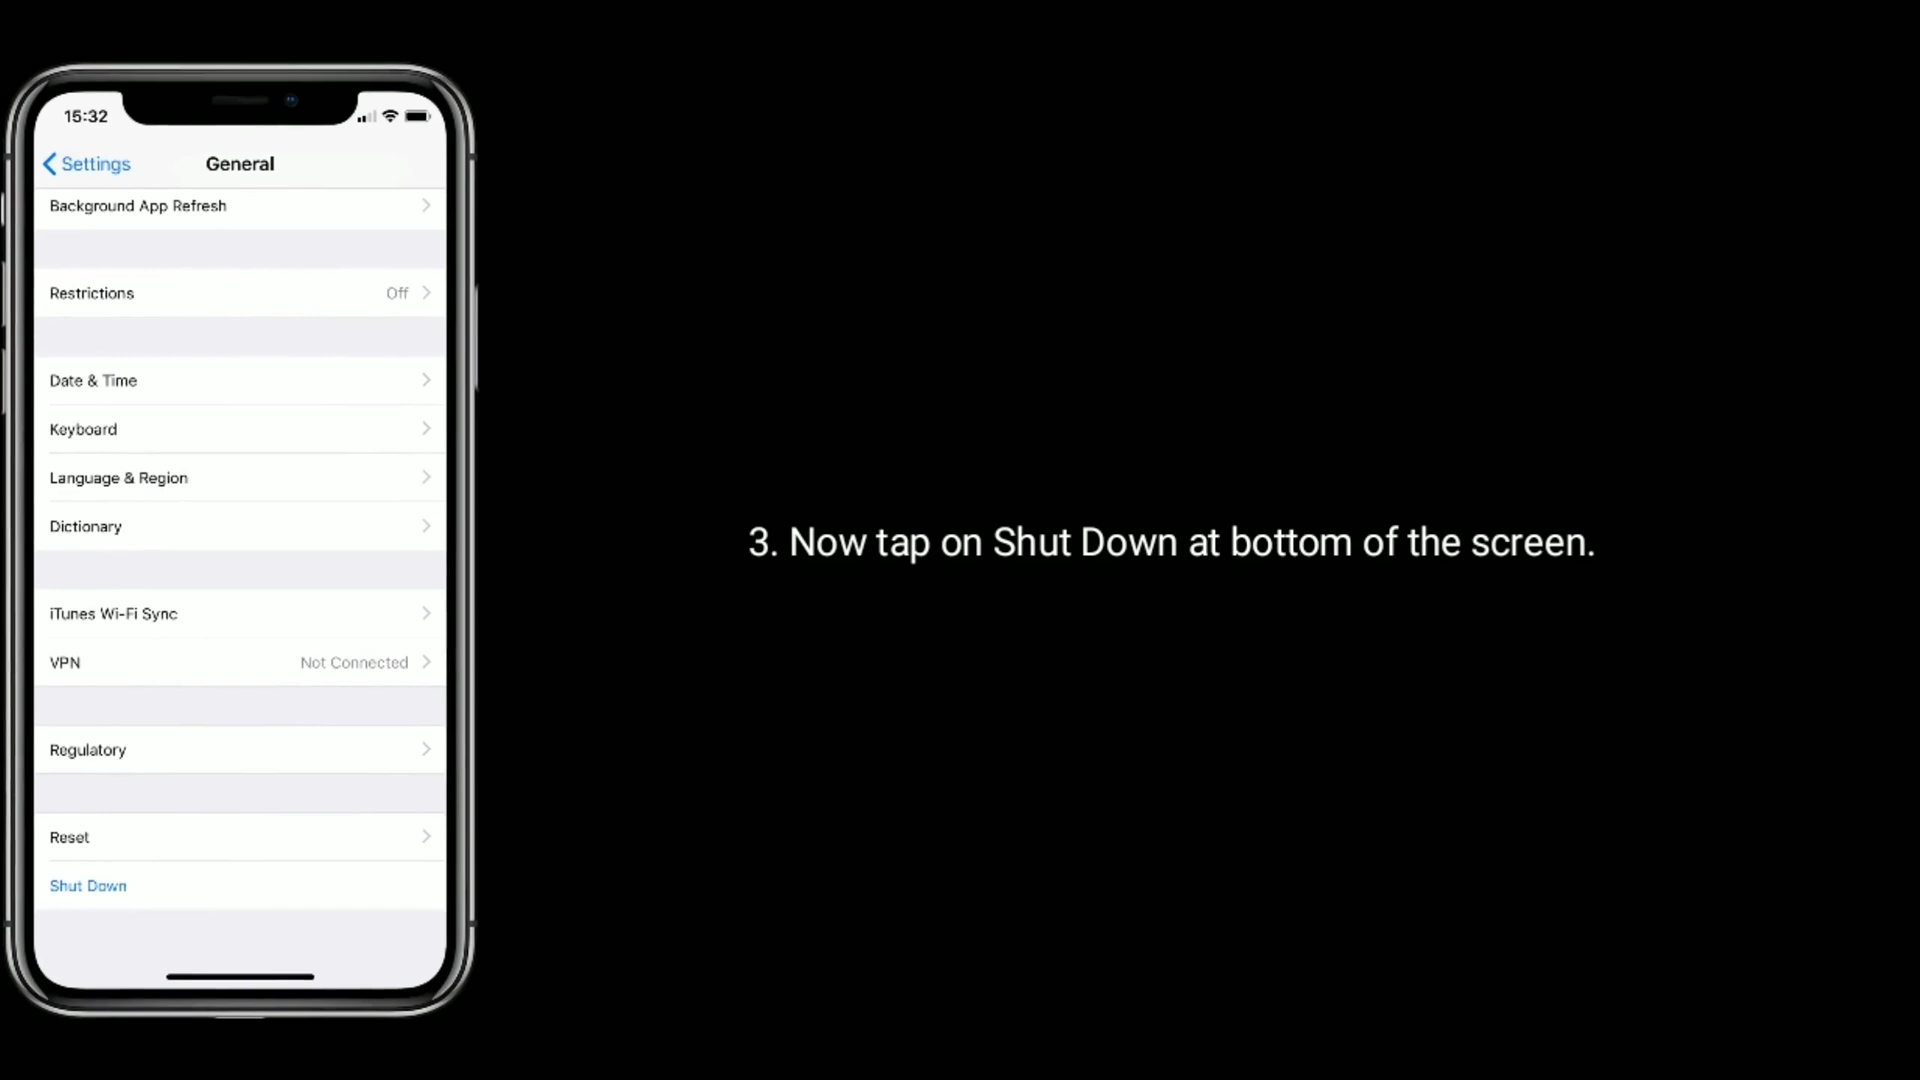 15:32
Settings
General
Background App Refresh
Restrictions Off
Date & Time
Keyboard
Language & Region
Dictionary
iTunes Wi-Fi Sync
VPN Not Connected
Regulatory
Reset
Shut Down
3. Now tap on Shut Down at bottom of the screen.